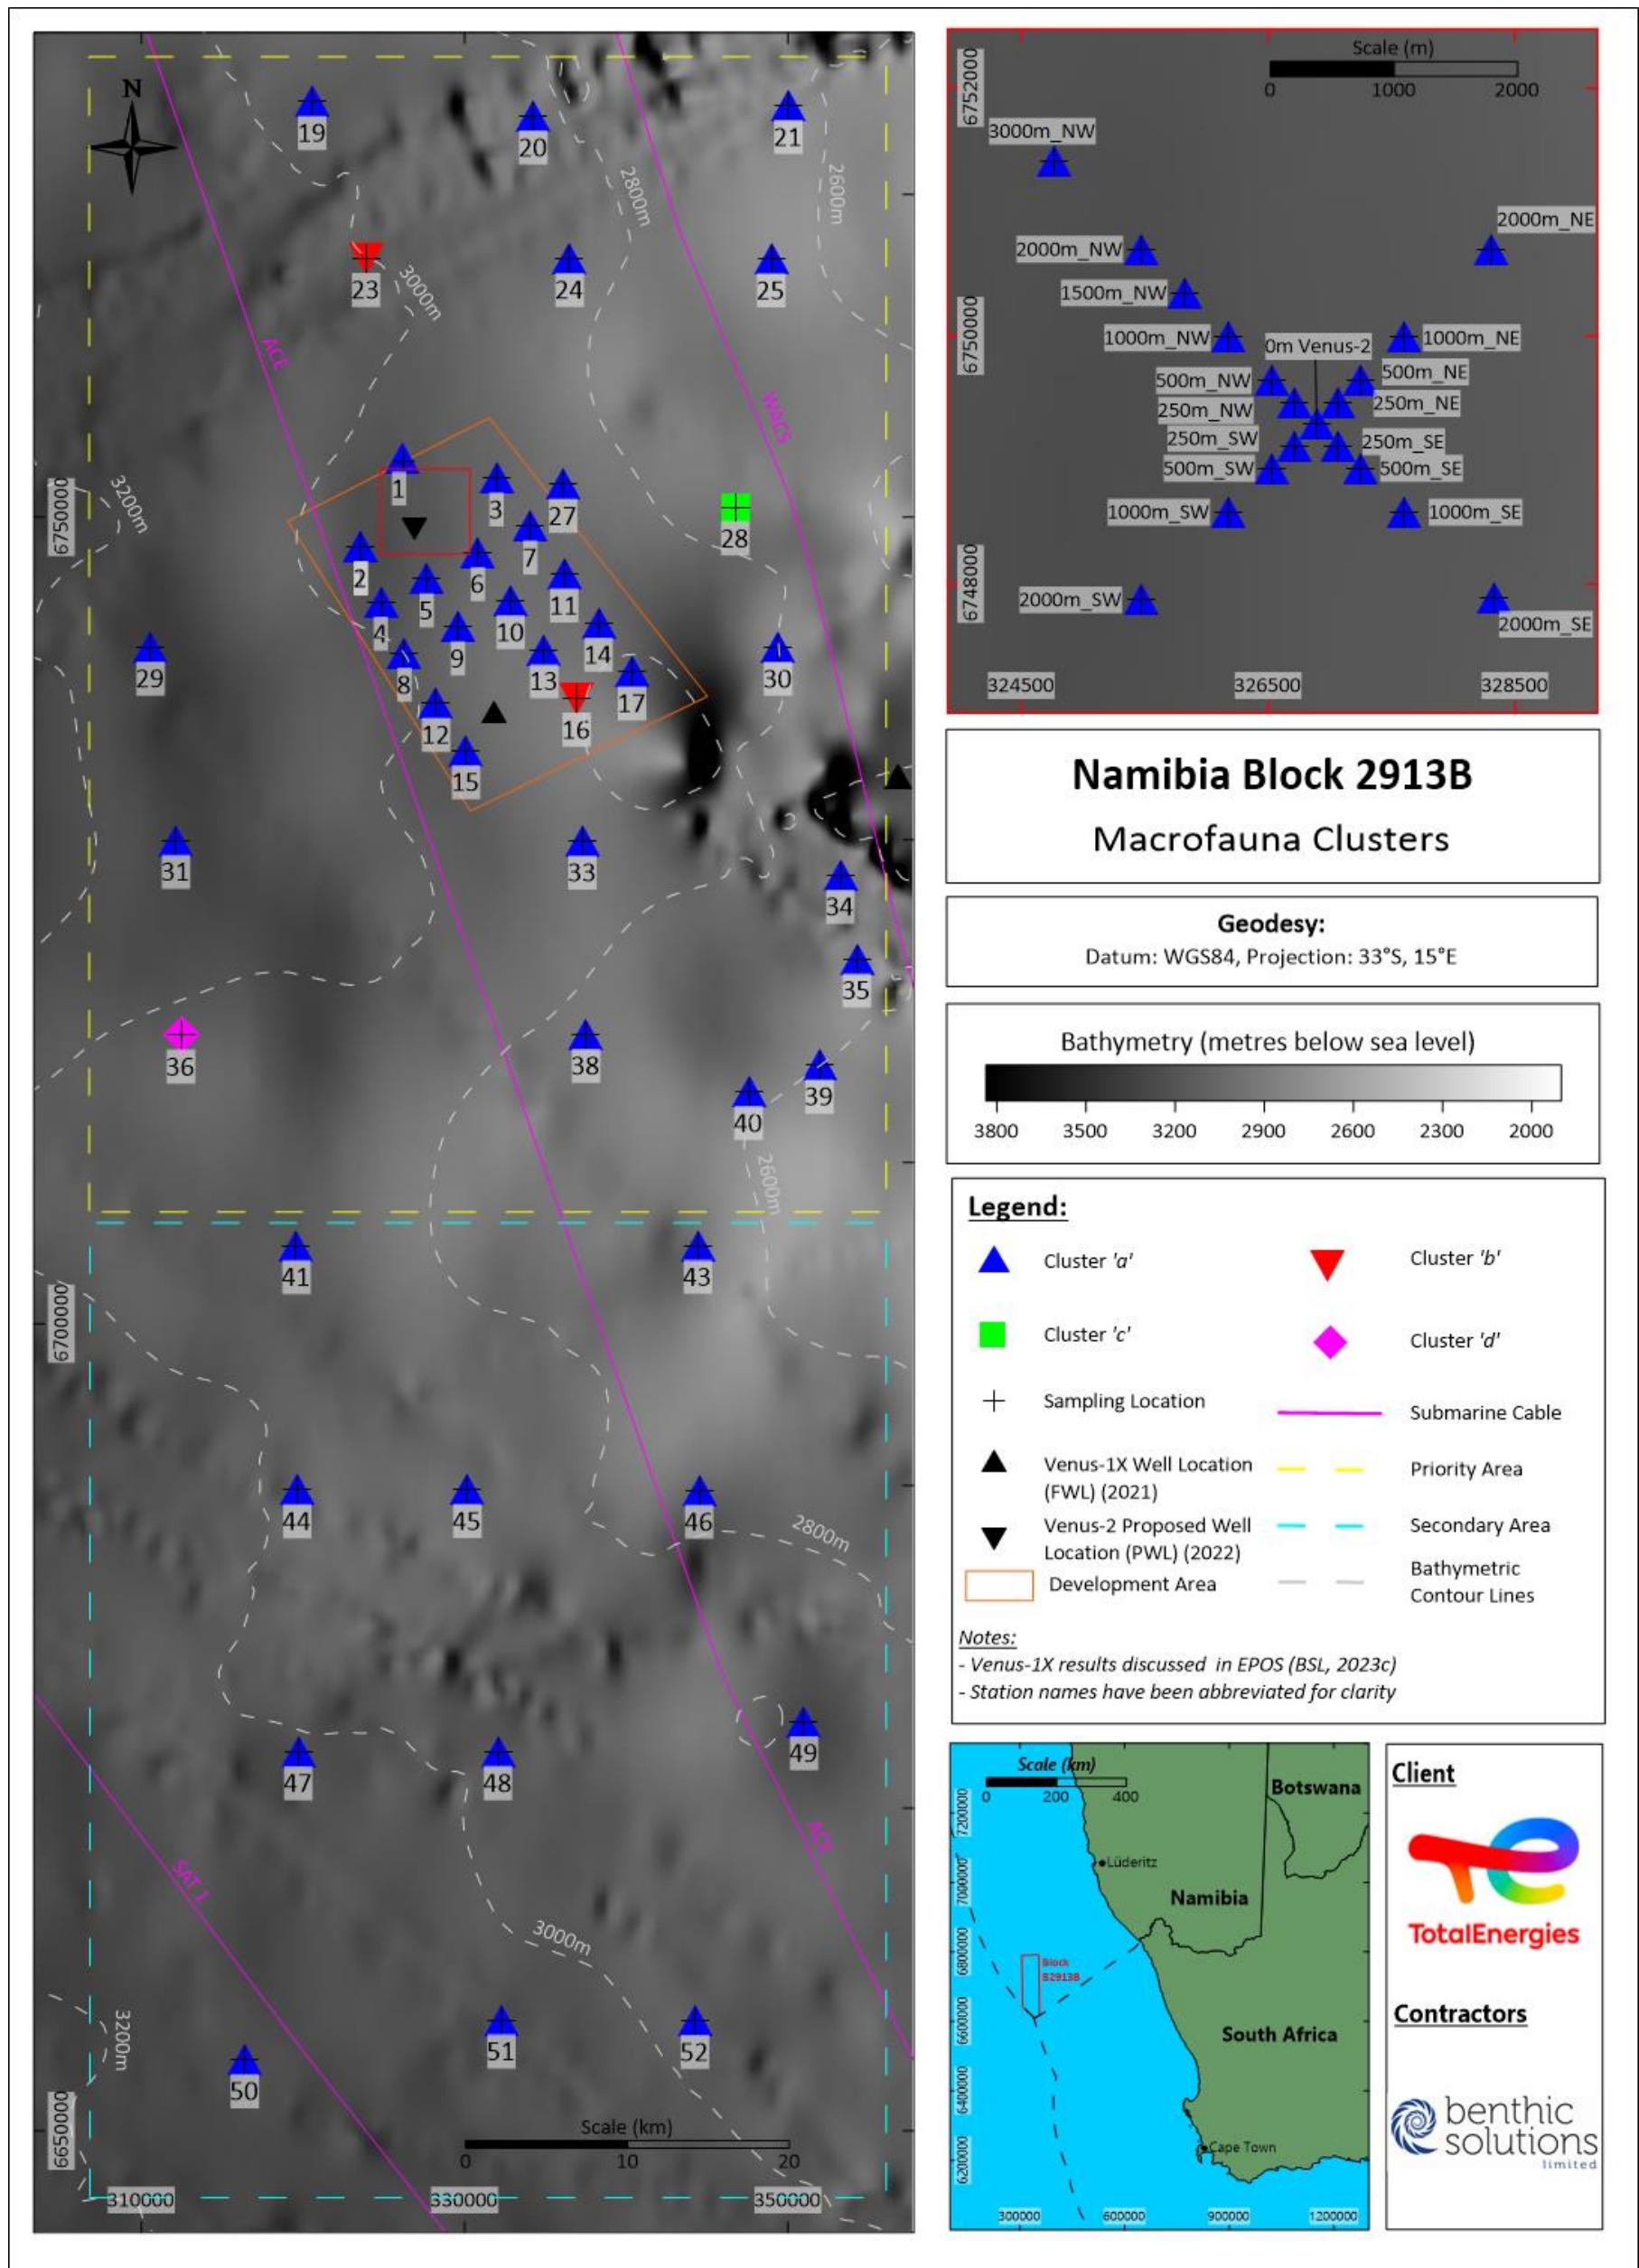 N
19
20
21
2800m
2600m
23
24
25
3000m
ACE
WACS
3200m
6750000
1
3
27
28
2
6
7
5
11
4
10
9
14
29
8
13
30
12
16
17
15
31
33
34
35
36
38
39
40
2600m
41
43
6700000
44
45
46
2800m
47
48
49
ACE
SAT 1
3000m
3200m
51
52
50
6650000
Scale (km)
0
10
20
310000
330000
350000
Scale (m)
0
1000
2000
6752000
3000m_NW
2000m_NE
2000m_NW
1500m_NW
6750000
1000m_NW
0m Venus-2
1000m_NE
500m_NW
500m_NE
250m_NW
250m_NE
250m_SW
250m_SE
500m_SW
500m_SE
1000m_SW
1000m_SE
6748000
2000m_SW
2000m_SE
324500
326500
328500
Namibia Block 2913B
Macrofauna Clusters
Geodesy:
Datum: WGS84, Projection: 33°S, 15°E
Bathymetry (metres below sea level)
3800
3500
3200
2900
2600
2300
2000
Legend:
Cluster 'a'
Cluster 'b'
Cluster 'c'
Cluster 'd'
Sampling Location
Submarine Cable
Venus-1X Well Location
(FWL) (2021)
Priority Area
Venus-2 Proposed Well
Location (PWL) (2022)
Secondary Area
Development Area
Bathymetric
Contour Lines
Notes:
- Venus-1X results discussed in EPOS (BSL, 2023c)
- Station names have been abbreviated for clarity
Scale (km)
0
200
400
Botswana
7200000
Lüderitz
7000000
Namibia
6800000
Block
B2913B
6600000
South Africa
6400000
Cape Town
6200000
300000
600000
900000
1200000
Client
TotalEnergies
Contractors
benthic
solutions
limited